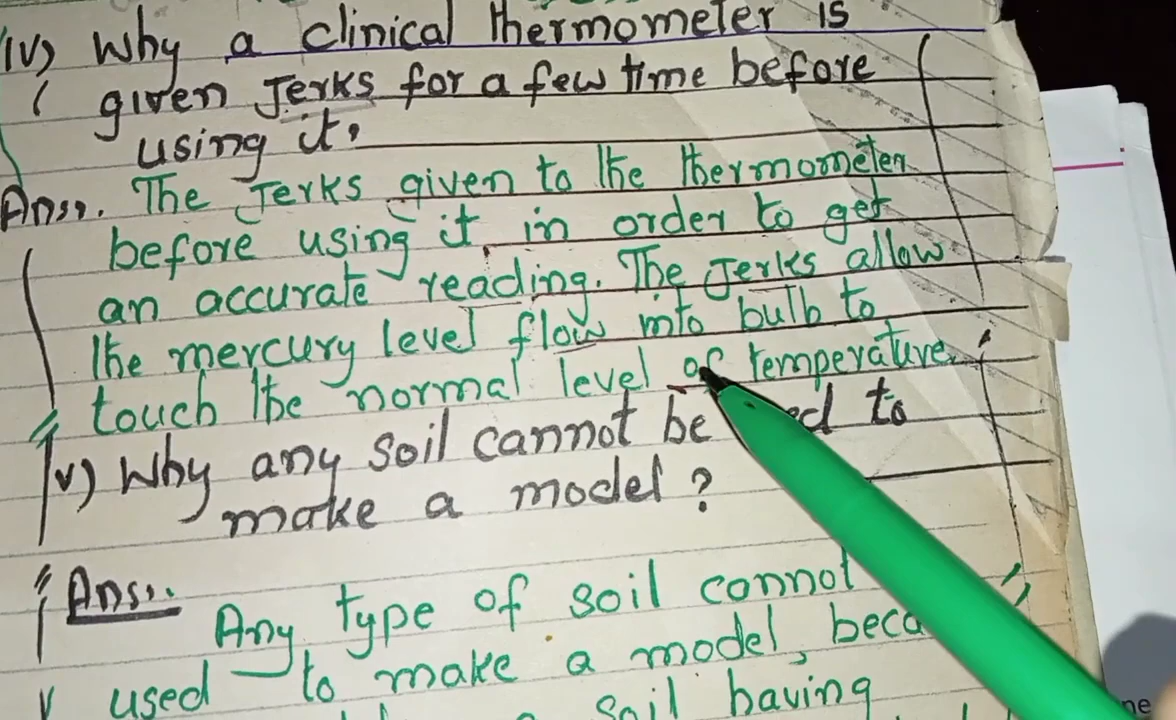 (iv) Why a clinical thermometer is
given Jerks for a few time before
using it.
Ans:. The Jerks given to the thermometer
before using it in order to get
an accurate reading. The Jerks allow
the mercury level flow into bulb to
touch the normal level of temperature.
(v) Why any soil cannot be to
make a model?
Ans:.
Any type of soil connot
used to make a model,
soil having
ne